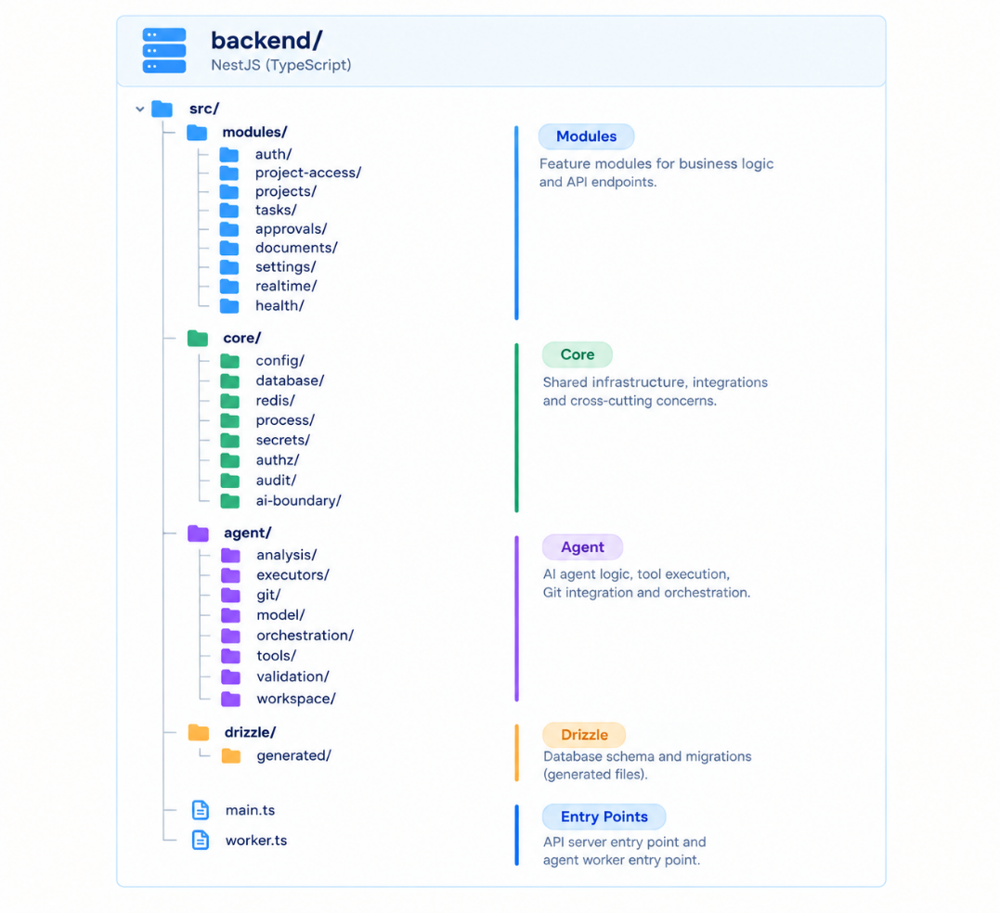 backend/
NestJS (TypeScript)
src/
modules/
auth/
project-access/
projects/
tasks/
approvals/
documents/
settings/
realtime/
health/
Modules
Feature modules for business logic
and API endpoints.
core/
config/
database/
redis/
process/
secrets/
authz/
audit/
ai-boundary/
Core
Shared infrastructure, integrations
and cross-cutting concerns.
agent/
analysis/
executors/
git/
model/
orchestration/
tools/
validation/
workspace/
Agent
AI agent logic, tool execution,
Git integration and orchestration.
drizzle/
generated/
Drizzle
Database schema and migrations
(generated files).
main.ts
worker.ts
Entry Points
API server entry point and
agent worker entry point.